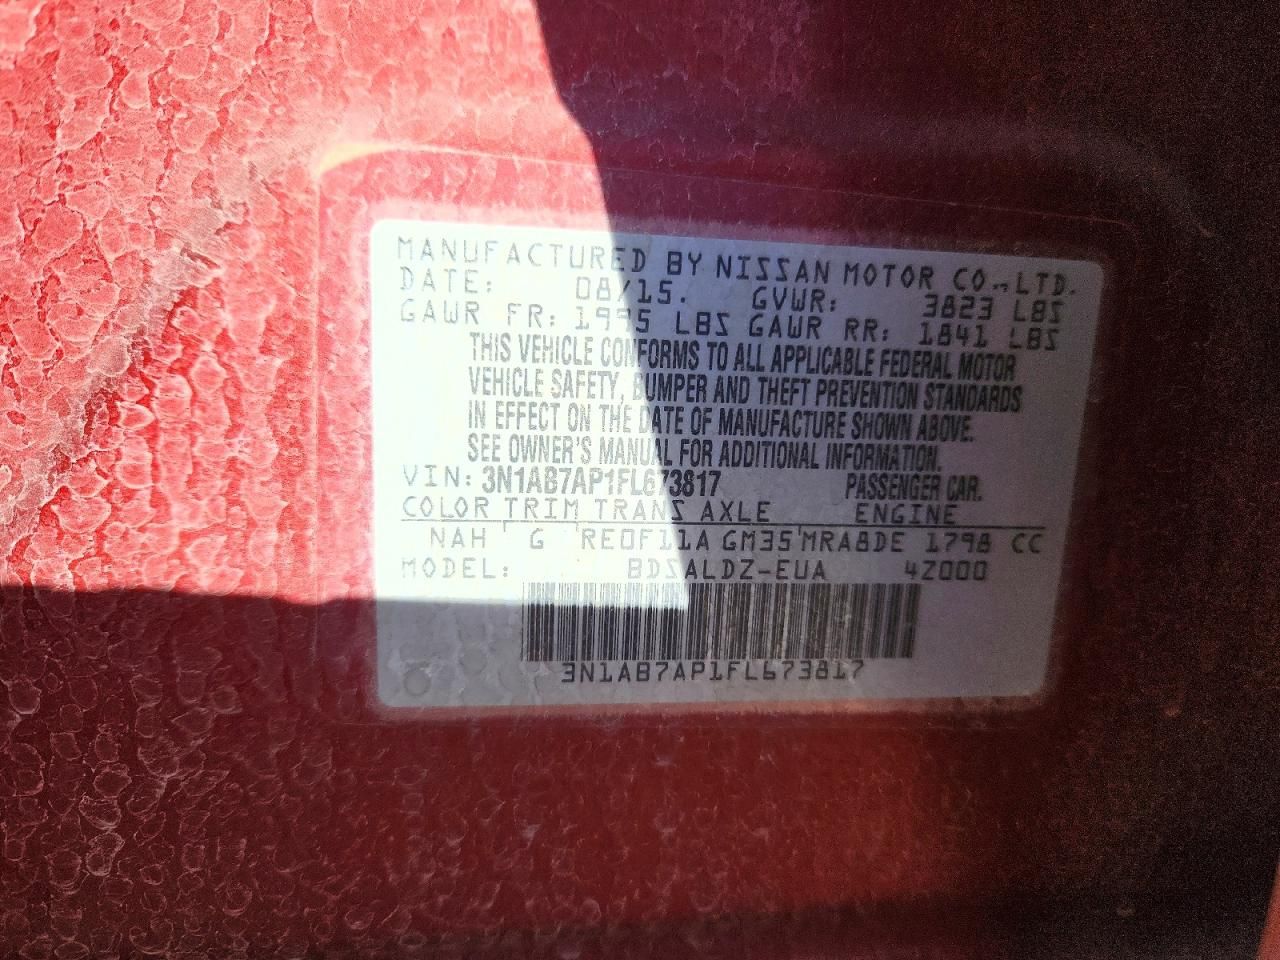 MANUFACTURED BY NISSAN MOTOR CO.,LTD.
DATE: 08/15. GVWR: 3823 LBS
GAWR FR: 1995 LBS GAWR RR: 1841 LBS
THIS VEHICLE CONFORMS TO ALL APPLICABLE FEDERAL MOTOR
VEHICLE SAFETY, BUMPER AND THEFT PREVENTION STANDARDS
IN EFFECT ON THE DATE OF MANUFACTURE SHOWN ABOVE.
SEE OWNER'S MANUAL FOR ADDITIONAL INFORMATION.
VIN: 3N1AB7AP1FL673817 PASSENGER CAR.
COLOR TRIM TRANS AXLE ENGINE
NAH G RE0F11A GM35 MRA8DE 1798 CC
MODEL: BDSALDZ-EUA 4Z000
3N1AB7AP1FL673817